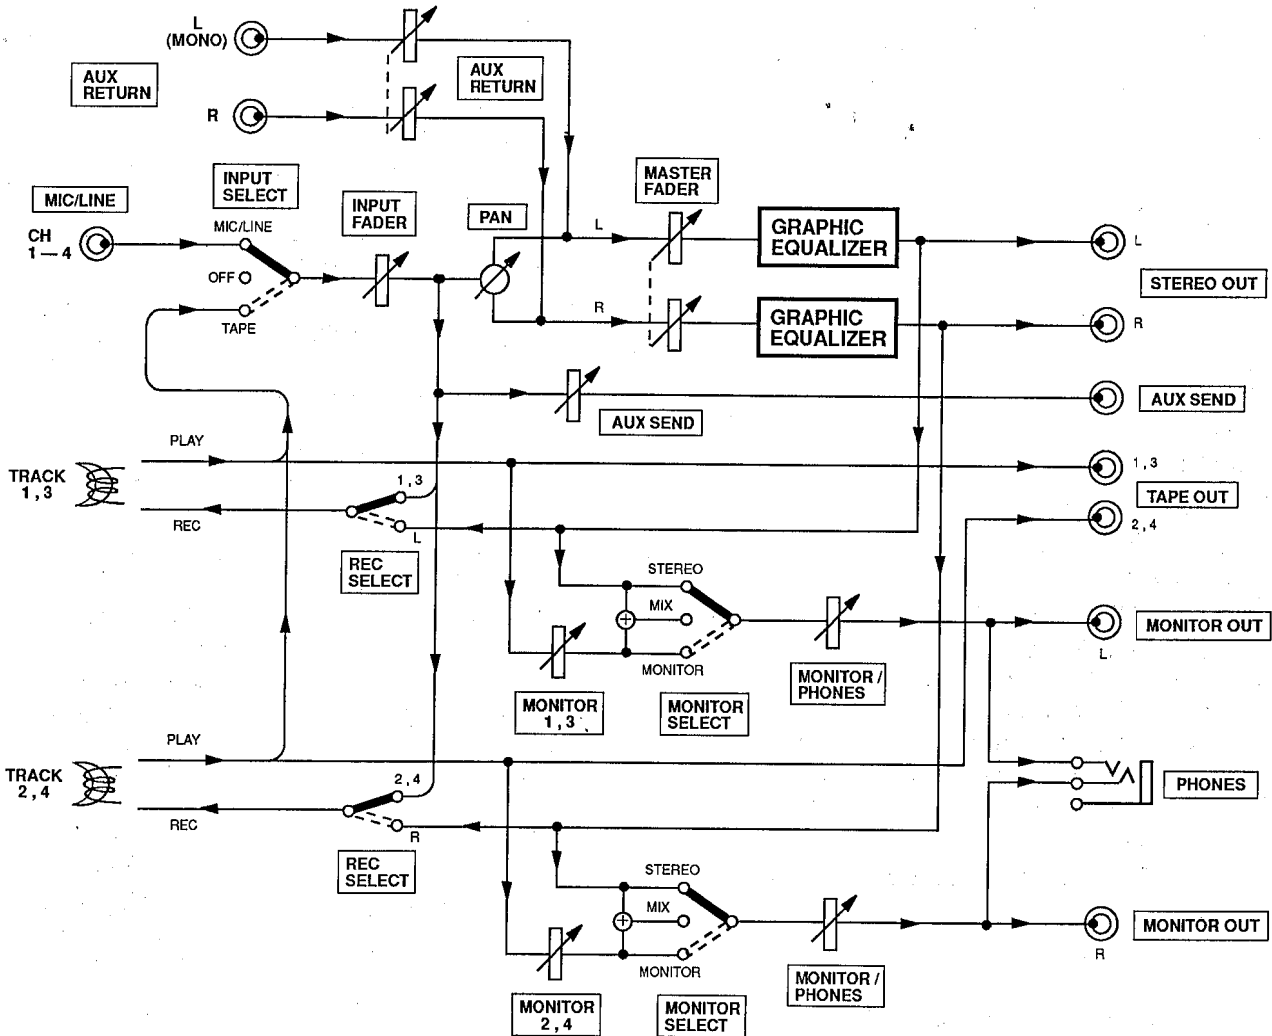 L
(MONO)
AUX
RETURN
AUX
RETURN
R
MIC/LINE
INPUT
SELECT
MIC/LINE
CH
1—4
OFF
TAPE
INPUT
FADER
PAN
L
R
MASTER
FADER
GRAPHIC
EQUALIZER
GRAPHIC
EQUALIZER
L
STEREO OUT
R
AUX SEND
AUX SEND
PLAY
TRACK
1,3
REC
1,3
L
REC
SELECT
1,3
TAPE OUT
2,4
STEREO
MIX
MONITOR
MONITOR
1,3
MONITOR
SELECT
MONITOR /
PHONES
MONITOR OUT
L
PLAY
TRACK
2,4
REC
2,4
R
REC
SELECT
PHONES
STEREO
MIX
MONITOR
MONITOR
2,4
MONITOR
SELECT
MONITOR /
PHONES
MONITOR OUT
R